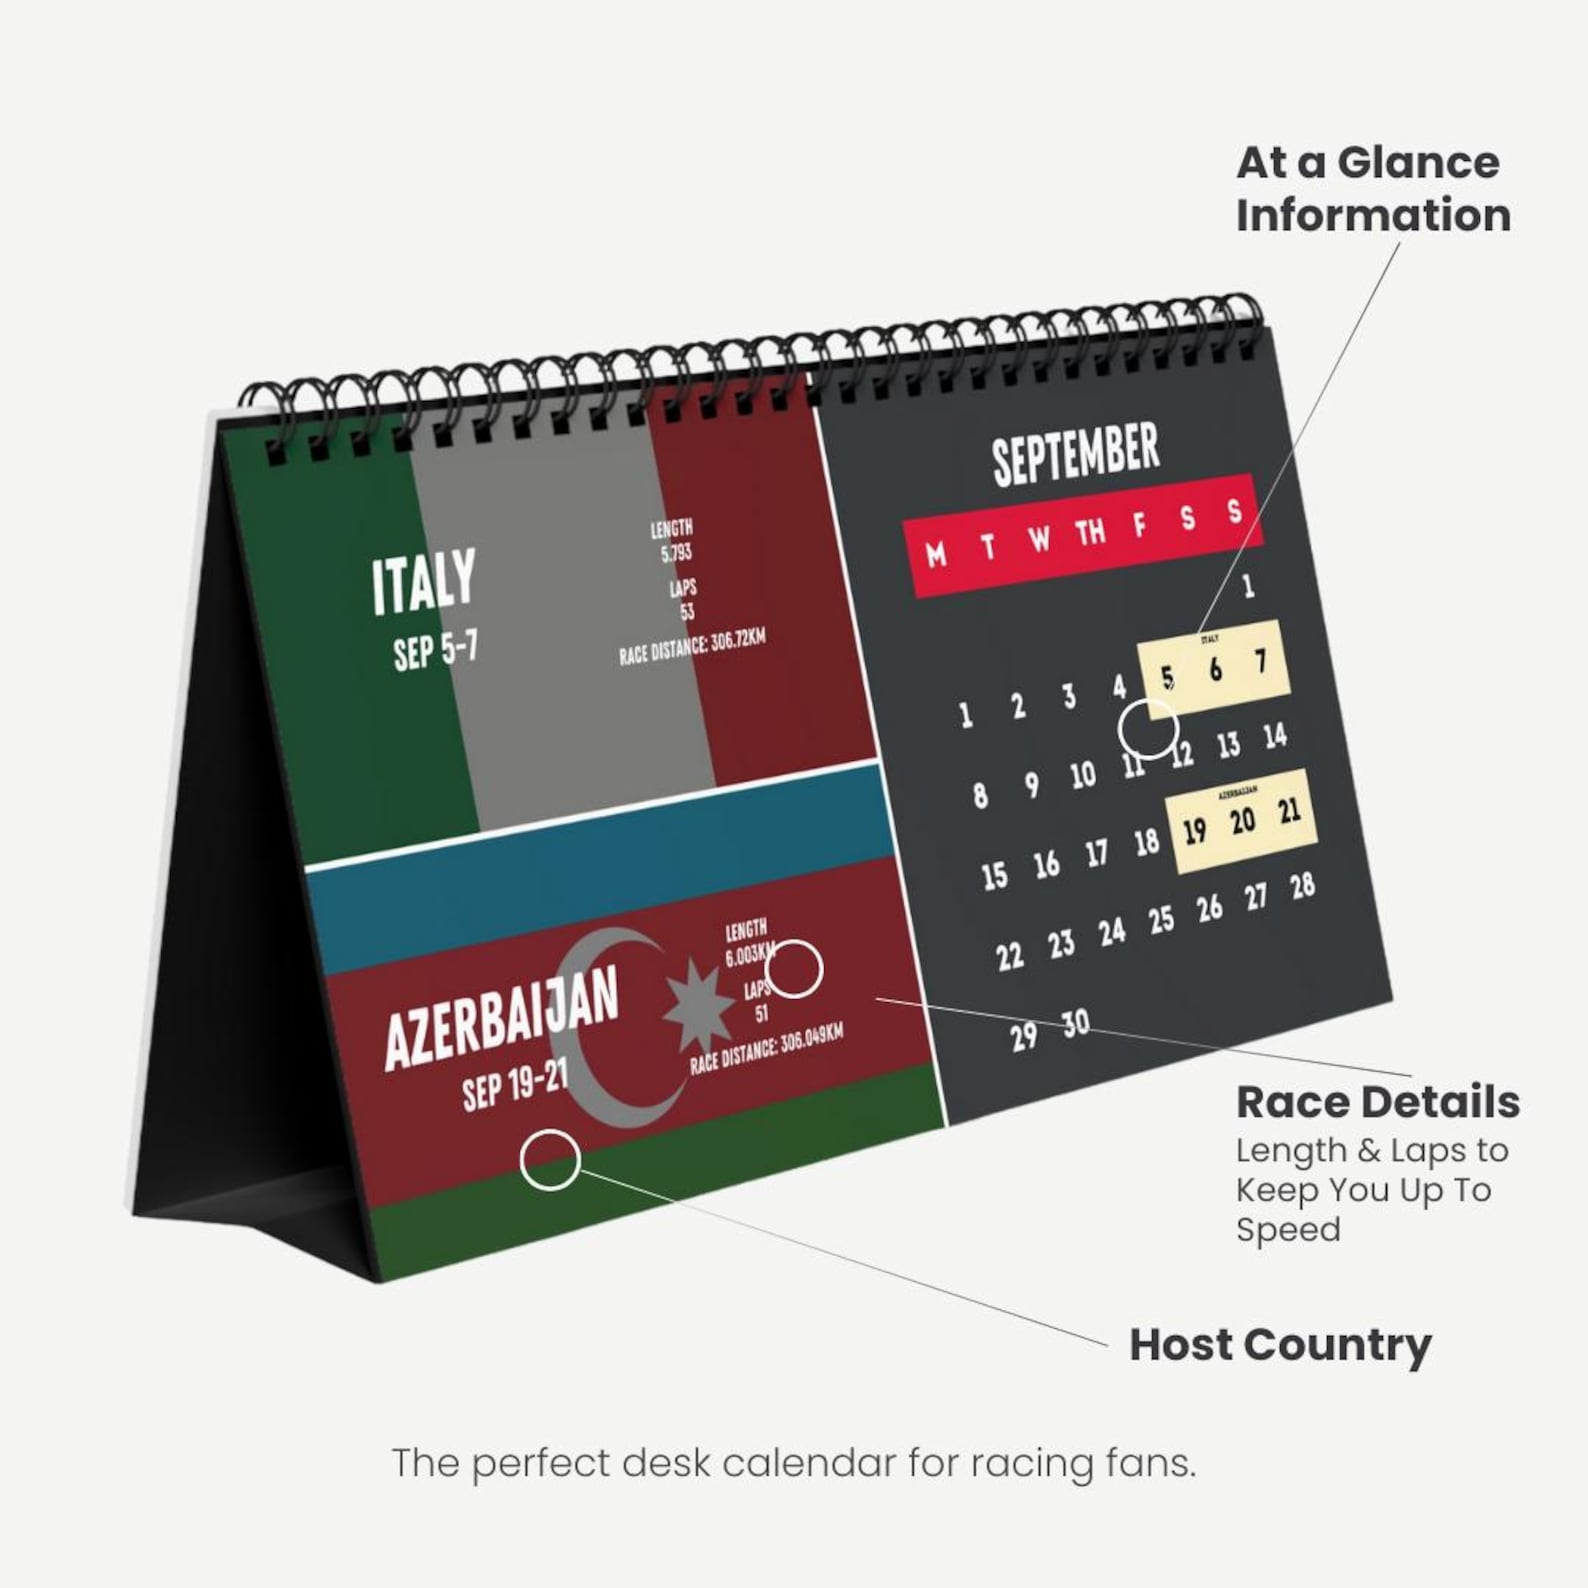 At a Glance
Information
ITALY
SEP 5-7
LENGTH
5.793
LAPS
53
RACE DISTANCE: 306.72KM
AZERBAIJAN
SEP 19-21
LENGTH
6.003KM
LAPS
51
RACE DISTANCE: 306.049KM
SEPTEMBER
M T W TH F S S
1
ITALY
1 2 3 4 5 6 7
8 9 10 11 12 13 14
AZERBAIJAN
15 16 17 18 19 20 21
22 23 24 25 26 27 28
29 30
Race Details
Length & Laps to
Keep You Up To
Speed
Host Country
The perfect desk calendar for racing fans.